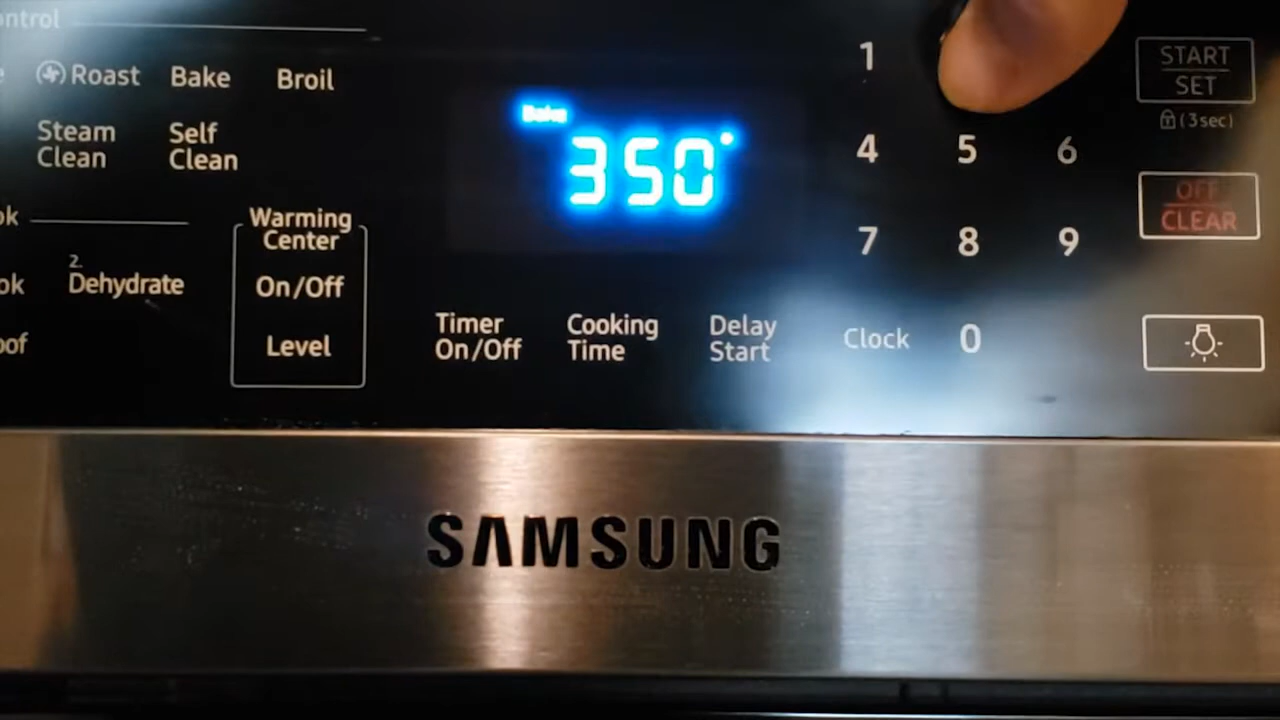 ntrol
Roast Bake Broil
Steam
Clean
Self
Clean
ok
2.
Dehydrate
ok
oof
Warming
Center
On/Off
Level
Bake
350°
Timer
On/Off
Cooking
Time
Delay
Start
Clock
1
4 5 6
7 8 9
0
START
SET
(3sec)
OFF
CLEAR
SAMSUNG